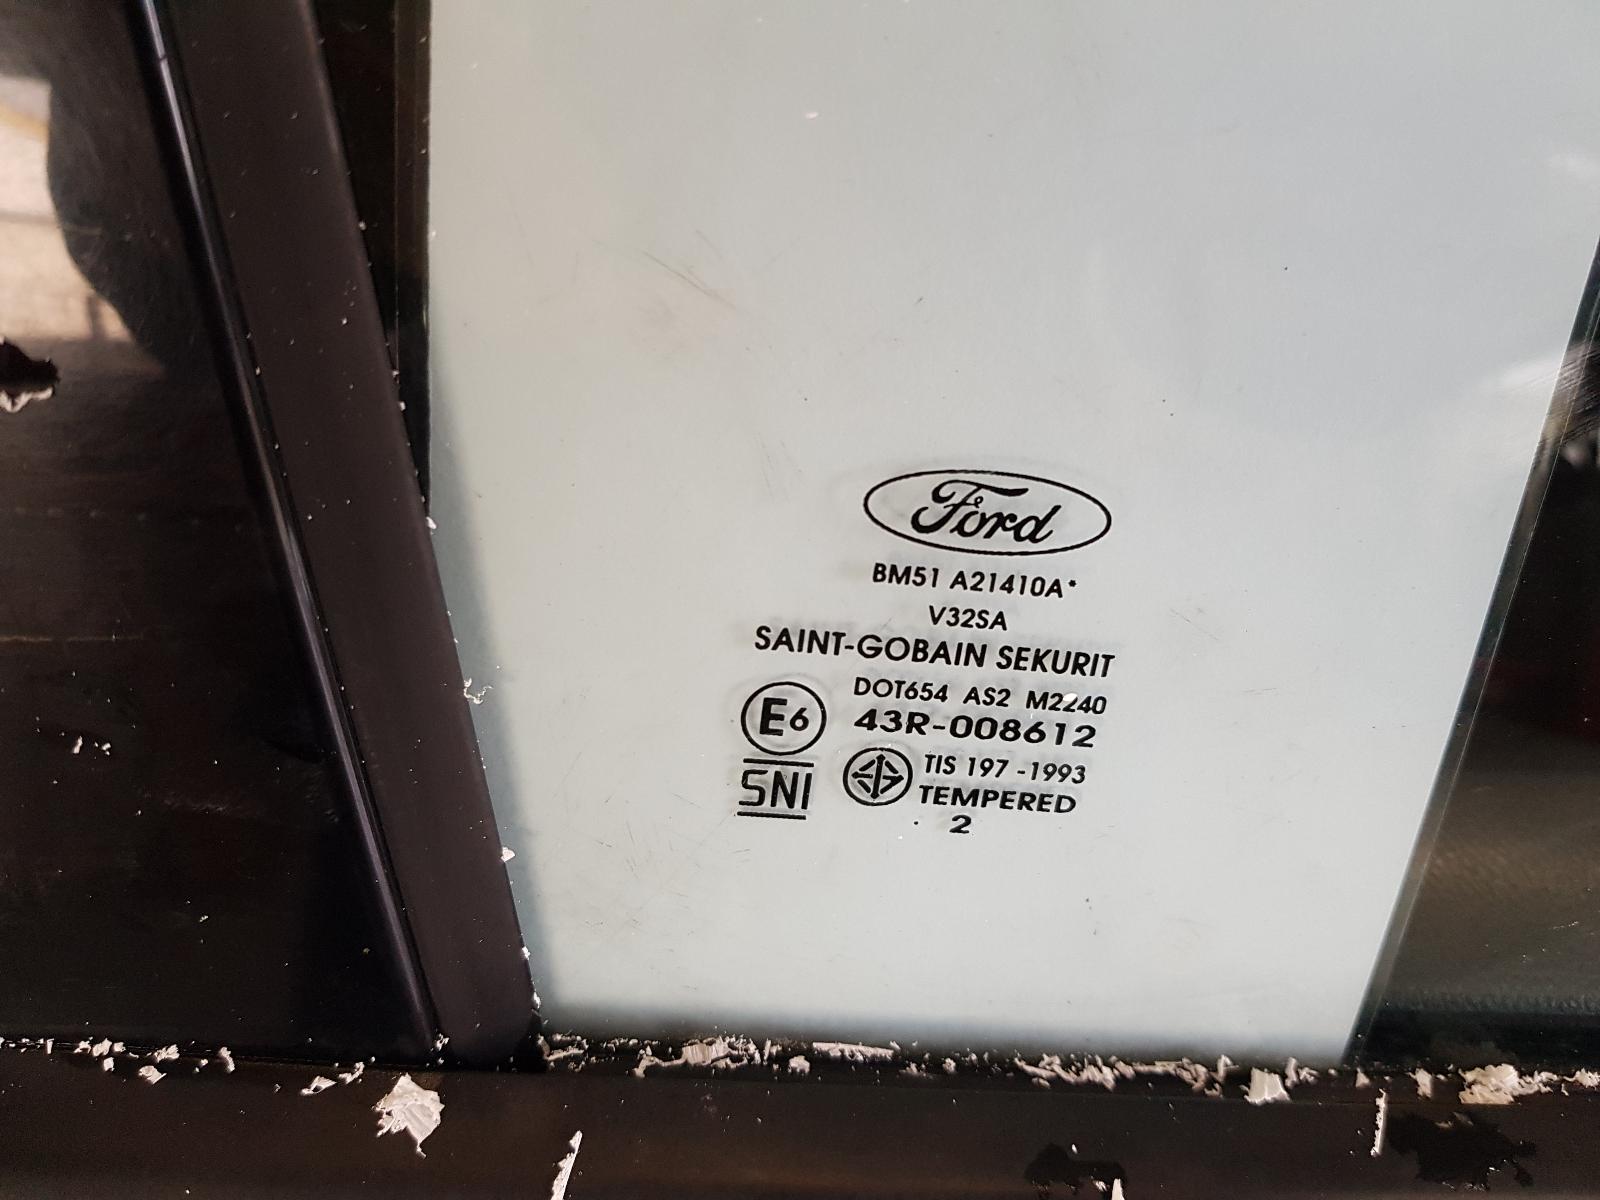 Ford
BM51 A21410A*
V32SA
SAINT-GOBAIN SEKURIT
DOT654 AS2 M2240
E6 43R-008612
SNI TIS 197 -1993
TEMPERED
. 2